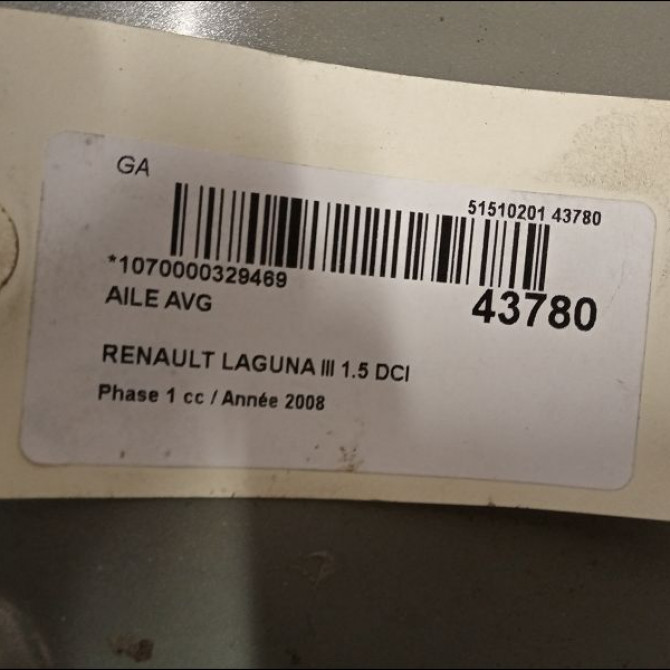 GA
51510201 43780
*1070000329469
43780
AILE AVG
RENAULT LAGUNA III 1.5 DCI
Phase 1 cc / Année 2008